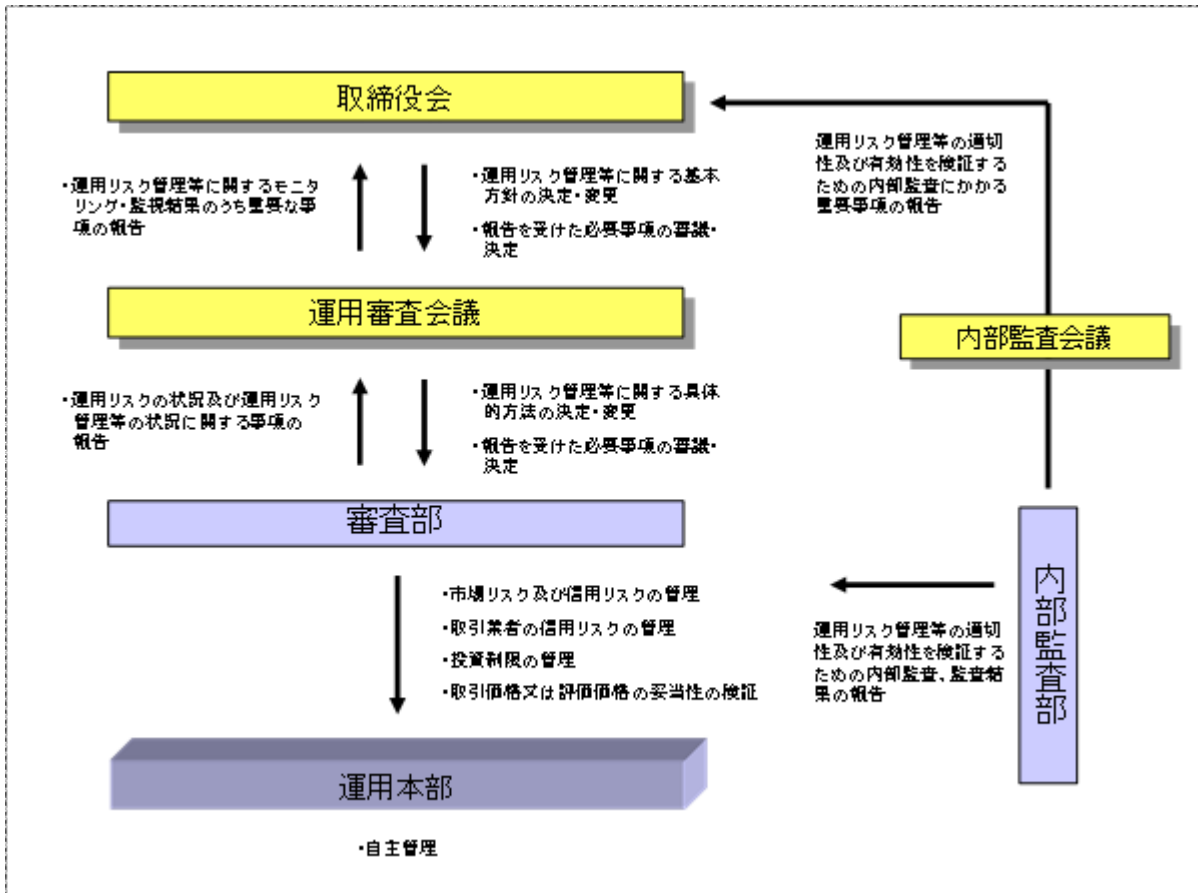 取締役会
・運用リスク管理等に関するモニタ
リング・監視結果のうち重要な事
項の報告
・運用リスク管理等に関する基本
方針の決定・変更
・報告を受けた必要事項の審議・
決定
運用リスク管理等の適切
性及び有効性を検証する
ための内部監査にかかる
重要事項の報告
運用審査会議
内部監査会議
・運用リスクの状況及び運用リスク
管理等の状況に関する事項の
報告
・運用リスク管理等に関する具体
的方法の決定・変更
・報告を受けた必要事項の審議・
決定
審査部
内部監査部
・市場リスク及び信用リスクの管理
・取引業者の信用リスクの管理
・投資制限の管理
・取引価格又は評価価格の妥当性の検証
運用リスク管理等の適切
性及び有効性を検証する
ための内部監査、監査結
果の報告
運用本部
・自主管理